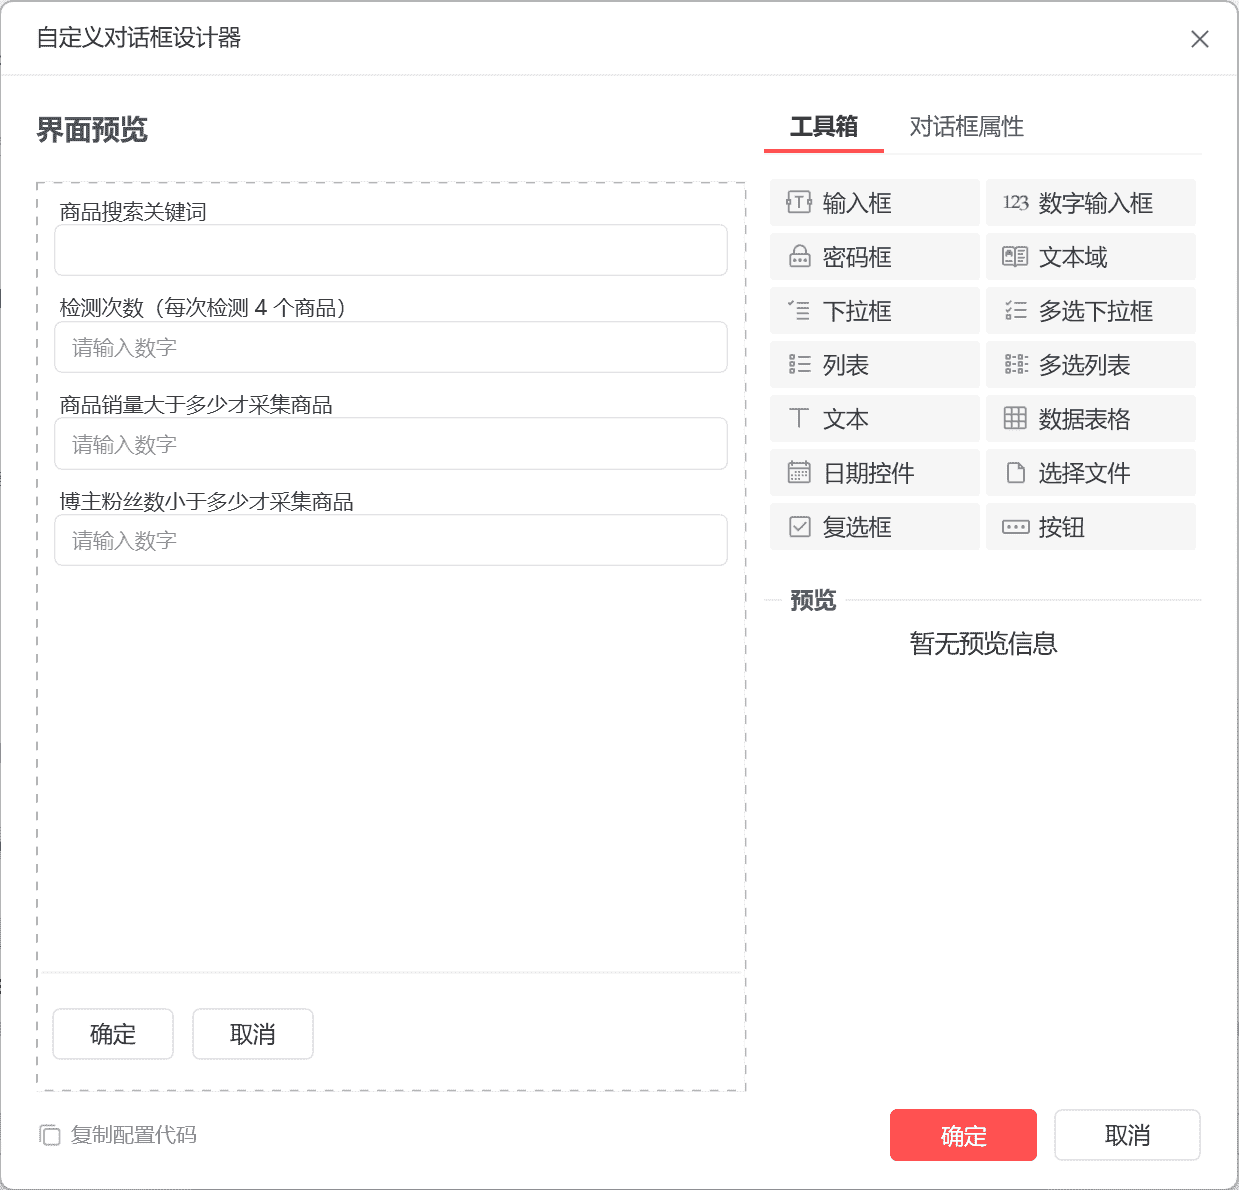 自定义对话框设计器
界面预览
商品搜索关键词
检测次数（每次检测 4 个商品）
请输入数字
商品销量大于多少才采集商品
请输入数字
博主粉丝数小于多少才采集商品
请输入数字
确定 取消
复制配置代码
工具箱 对话框属性
输入框 123 数字输入框
密码框 文本域
下拉框 多选下拉框
列表 多选列表
文本 数据表格
日期控件 选择文件
复选框 按钮
预览
暂无预览信息
确定 取消